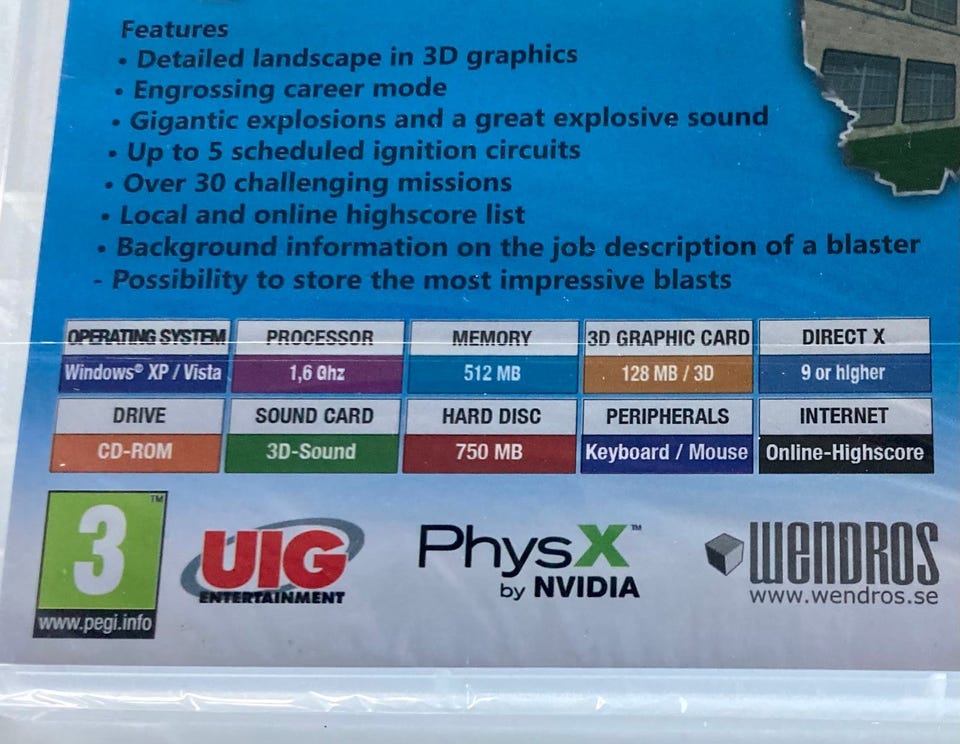 Features
• Detailed landscape in 3D graphics
• Engrossing career mode
• Gigantic explosions and a great explosive sound
• Up to 5 scheduled ignition circuits
• Over 30 challenging missions
• Local and online highscore list
• Background information on the job description of a blaster
- Possibility to store the most impressive blasts
OPERATING SYSTEM PROCESSOR MEMORY 3D GRAPHIC CARD DIRECT X
Windows® XP / Vista 1,6 Ghz 512 MB 128 MB / 3D 9 or higher
DRIVE SOUND CARD HARD DISC PERIPHERALS INTERNET
CD-ROM 3D-Sound 750 MB Keyboard / Mouse Online-Highscore
3™
www.pegi.info
UIG
ENTERTAINMENT
PhysX™
by NVIDIA
WENDROS
www.wendros.se